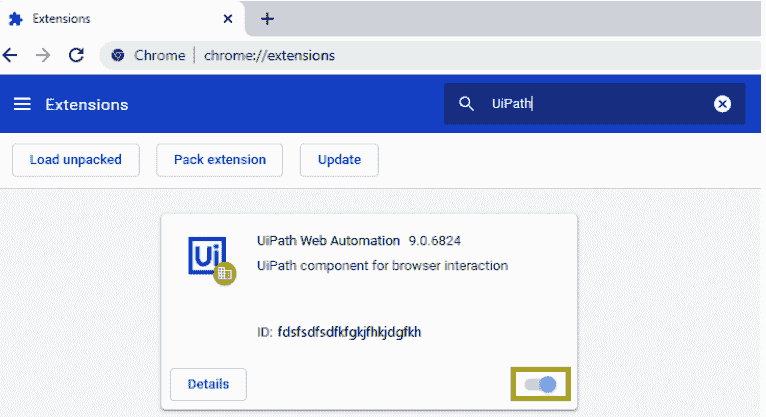 Extensions
Chrome chrome://extensions
Extensions UiPath
Load unpacked Pack extension Update
Ui UiPath Web Automation 9.0.6824
UiPath component for browser interaction
ID: fdsfsdfsdfkfgkjfhkjdgfkh
Details